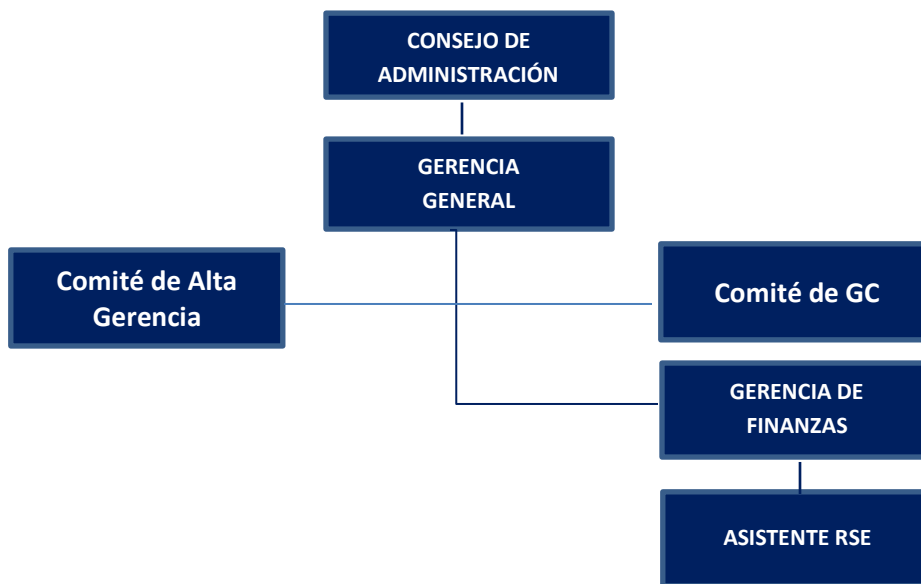 CONSEJO DE
ADMINISTRACIÓN
GERENCIA
GENERAL
Comité de Alta
Gerencia
Comité de GC
GERENCIA DE
FINANZAS
ASISTENTE RSE